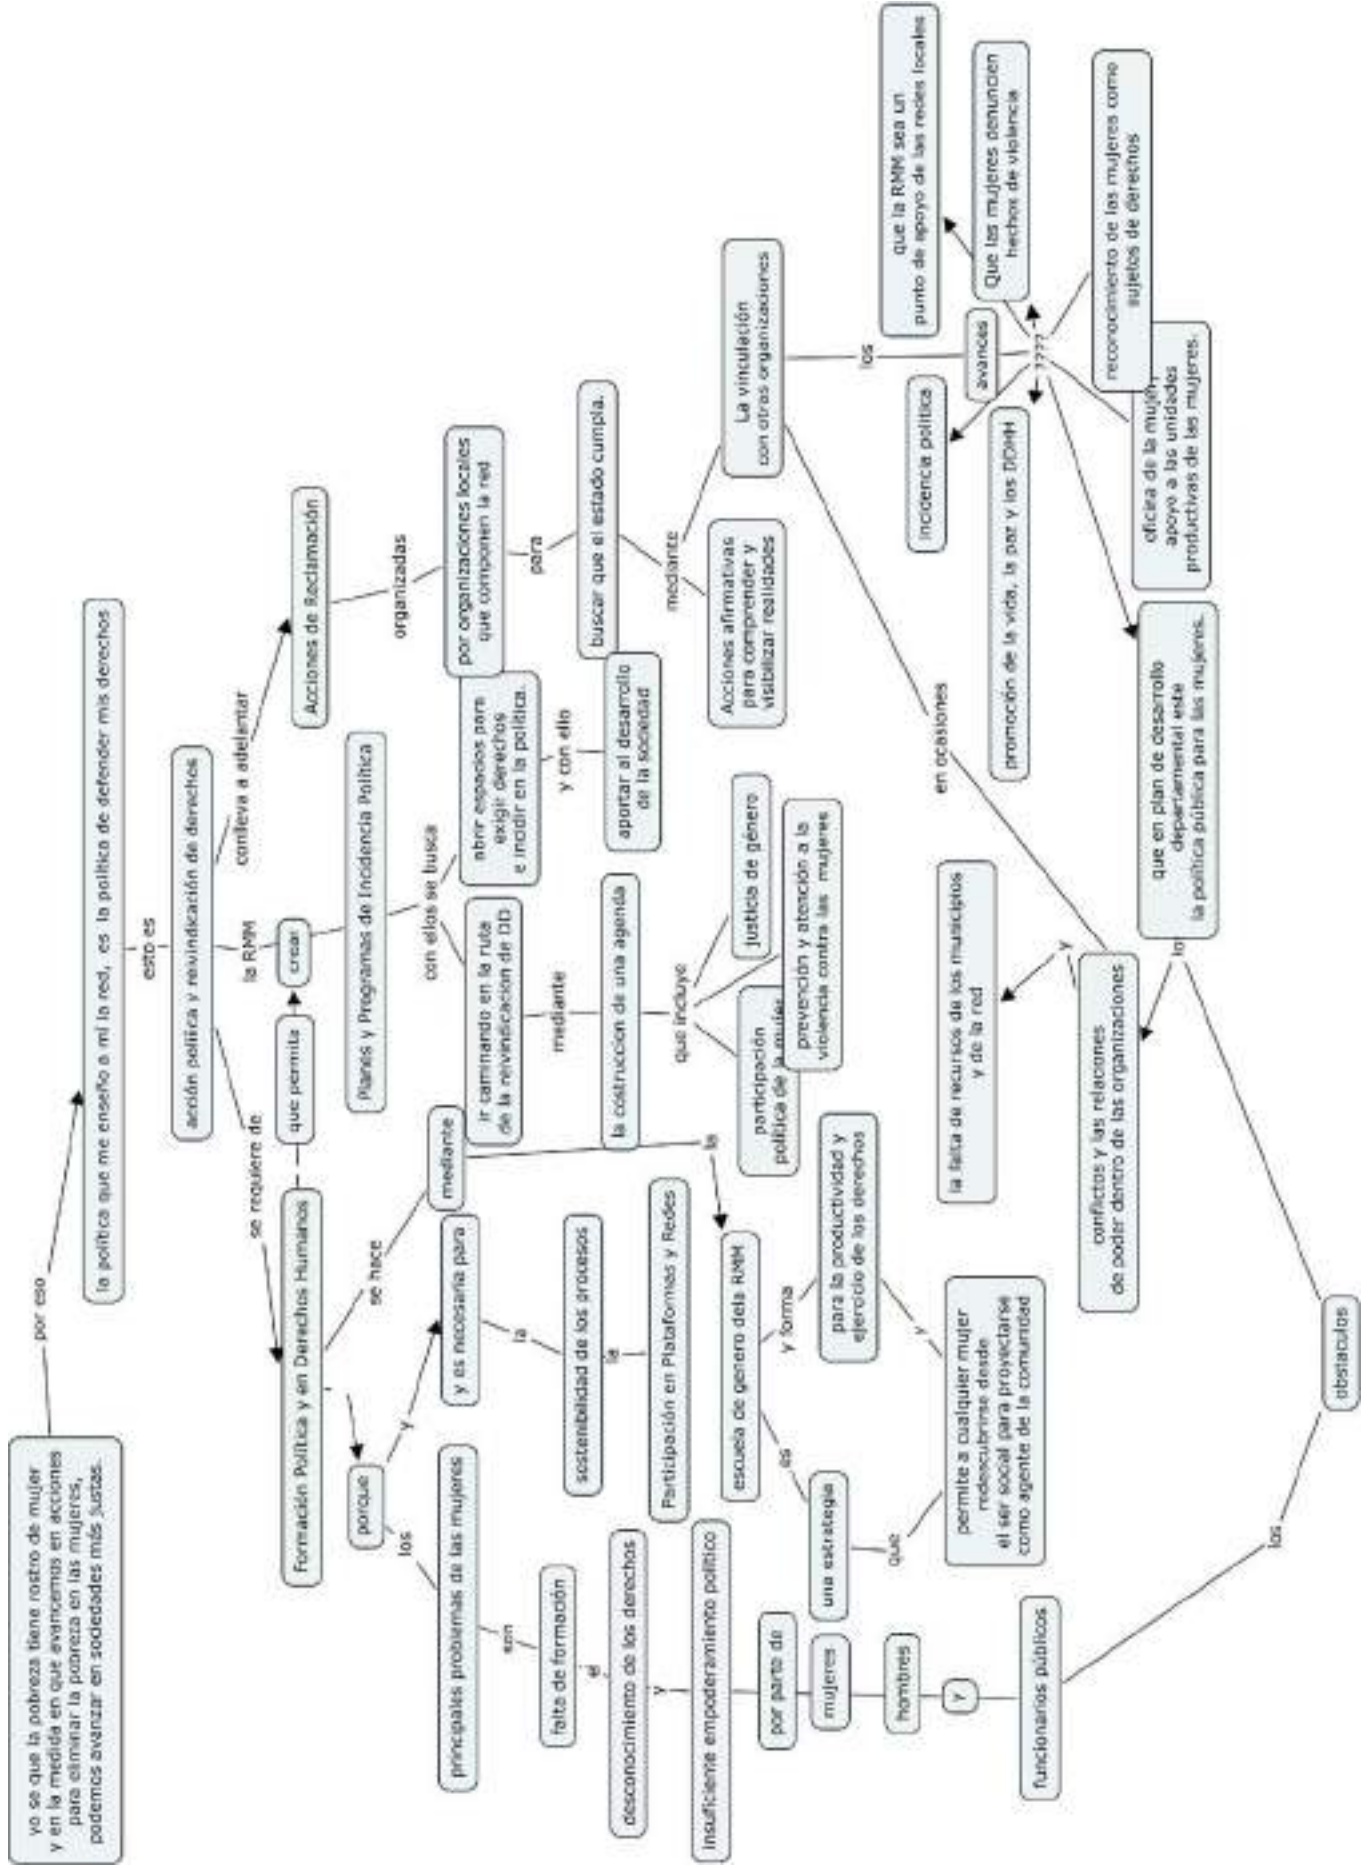 yo se que la pobreza tiene rostro de mujer
y en la medida en que avancemos en acciones
para eliminar la pobreza en las mujeres,
podemos avanzar en sociedades más justas.
por eso
la política que me enseño a mí la red, es la política de defender mis derechos
esto es
acción política y reivindicación de derechos
se requiere de
la RMM
conlleva a adelantar
Formación Política y en Derechos Humanos
que permita
crear
Acciones de Reclamación
Planes y Programas de Incidencia Política
organizadas
porque
se hace
los
y
mediante
con ellos se busca
principales problemas de las mujeres
y es necesaria para
ir caminando en la ruta
de la reivindicacion de DD
abrir espacios para
exigir derechos
e incidir en la política.
por organizaciones locales
que componen la red
son
la
mediante
y con ello
para
falta de formación
sostenibilidad de los procesos
la costruccion de una agenda
aportar al desarrollo
de la sociedad
buscar que el estado cumpla.
el
la
desconocimiento de los derechos
Participación en Plataformas y Redes
que incluye
mediante
y
la
insuficiente empoderamiento político
escuela de genero dela RMM
participación
política de la mujer
prevención y atención a la
violencia contra las mujeres
justicia de género
Acciones afirmativas
para comprender y
visibilizar realidades
La vinculación
con otras organizaciones
por parte de
es
y forma
mujeres
una estrategia
para la productividad y
ejercicio de los derechos
hombres
que
y
los
y
permite a cualquier mujer
redescubrirse desde
el ser social para proyectarse
como agente de la comunidad
en ocasiones
la falta de recursos de los municipios
y de la red
incidencia política
avances
que la RMM sea un
punto de apoyo de las redes locales
funcionarios públicos
y
promoción de la vida, la paz y los DDHH
????
Que las mujeres denuncien
hechos de violencia
conflictos y las relaciones
de poder dentro de las organizaciones
que en plan de desarrollo
departamental este
la política pública para las mujeres.
oficina de la mujer,
apoyo a las unidades
productivas de las mujeres.
reconocimiento de las mujeres como
sujetos de derechos
los
los
obstaculos